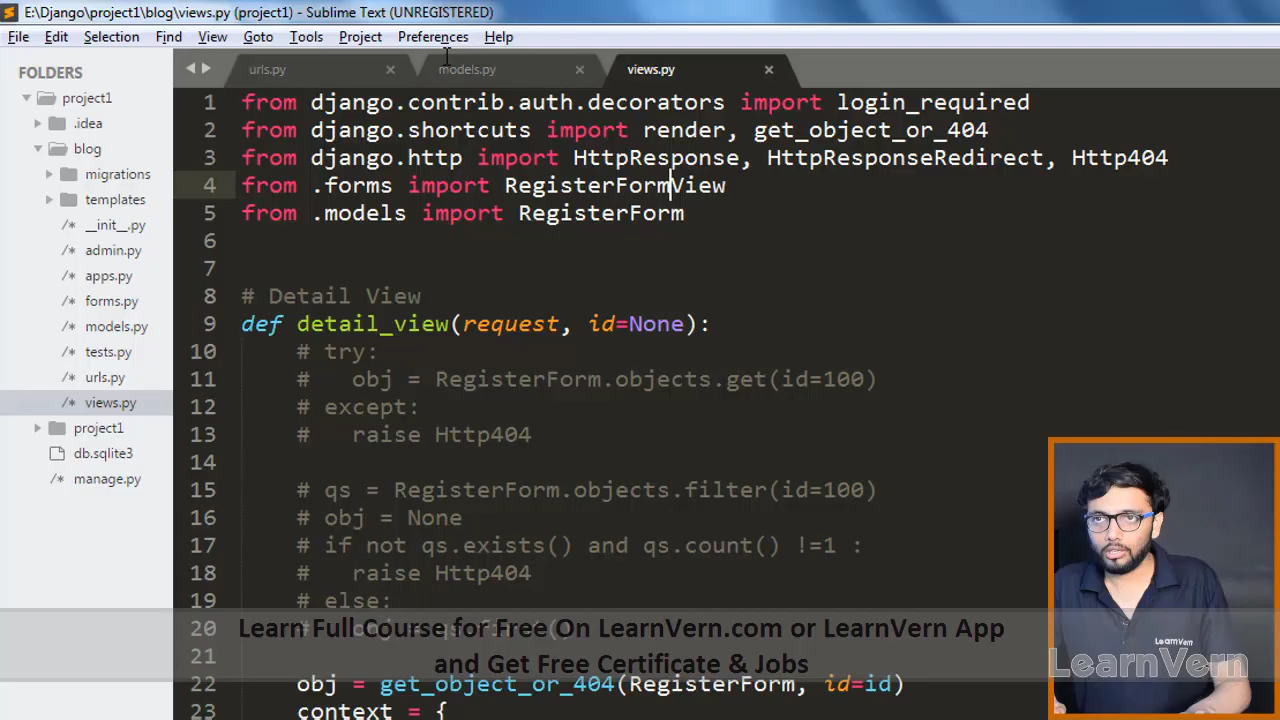 E:\Django\project1\blog\views.py (project1) - Sublime Text (UNREGISTERED)
File Edit Selection Find View Goto Tools Project Preferences Help
FOLDERS
project1
.idea
blog
migrations
templates
/* __init__.py
/* admin.py
/* apps.py
/* forms.py
/* models.py
/* tests.py
/* urls.py
/* views.py
project1
db.sqlite3
/* manage.py
urls.py × models.py × views.py ×
1 from django.contrib.auth.decorators import login_required
2 from django.shortcuts import render, get_object_or_404
3 from django.http import HttpResponse, HttpResponseRedirect, Http404
4 from .forms import RegisterFormView
5 from .models import RegisterForm
6
7
8 # Detail View
9 def detail_view(request, id=None):
10 # try:
11 #   obj = RegisterForm.objects.get(id=100)
12 # except:
13 #   raise Http404
14
15 # qs = RegisterForm.objects.filter(id=100)
16 # obj = None
17 # if not qs.exists() and qs.count() !=1 :
18 #   raise Http404
19 # else:
20
21
22 obj = get_object_or_404(RegisterForm, id=id)
23 context = {
Learn Full Course for Free On LearnVern.com or LearnVern App
and Get Free Certificate & Jobs
LearnVern
LearnVern